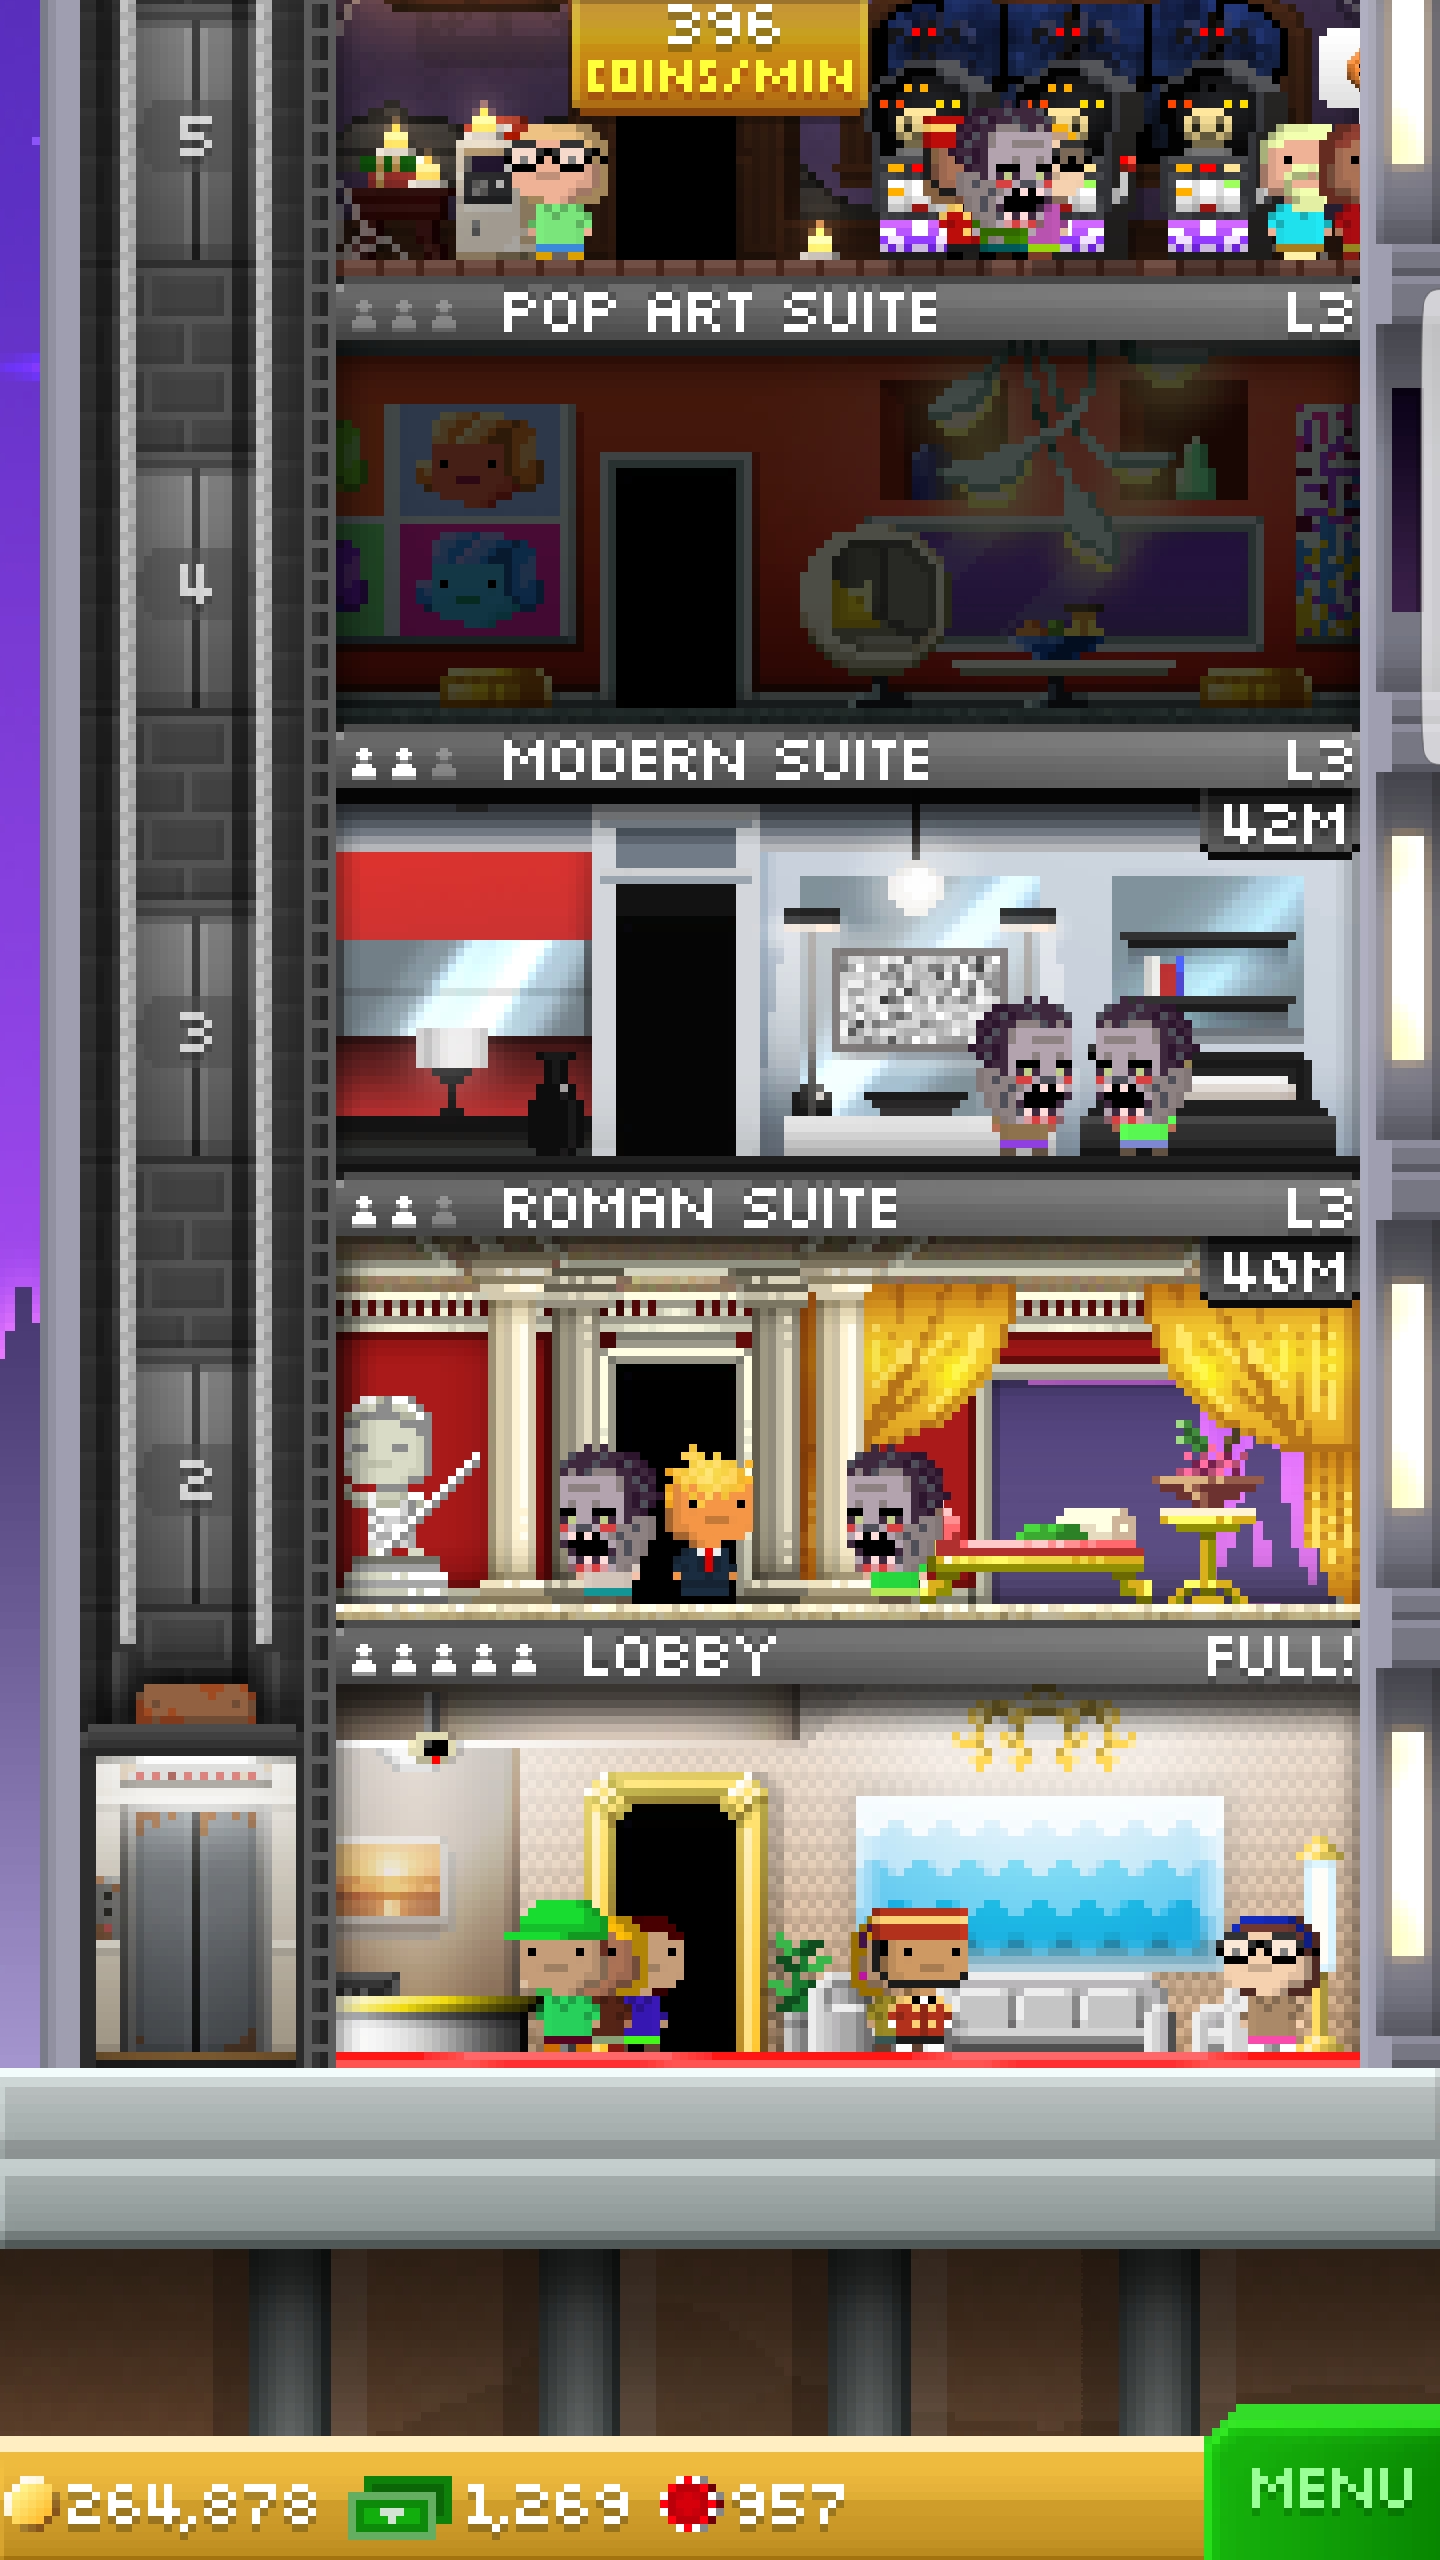 396
COINS/MIN
5
POP ART SUITE L3
4
MODERN SUITE L3
42M
3
ROMAN SUITE L3
40M
2
LOBBY FULL!
264,878 1,269 957 MENU